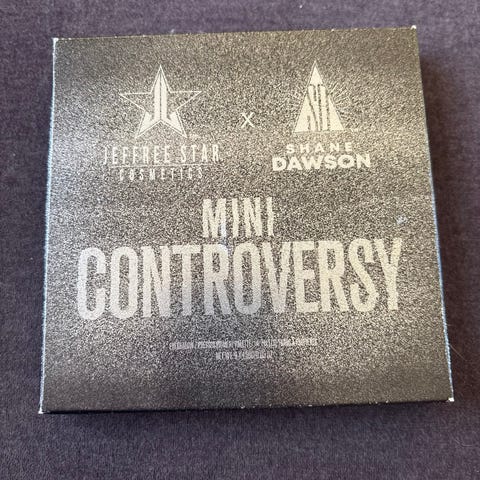 JEFFREE STAR
COSMETICS
X
SHANE
DAWSON
MINI
CONTROVERSY